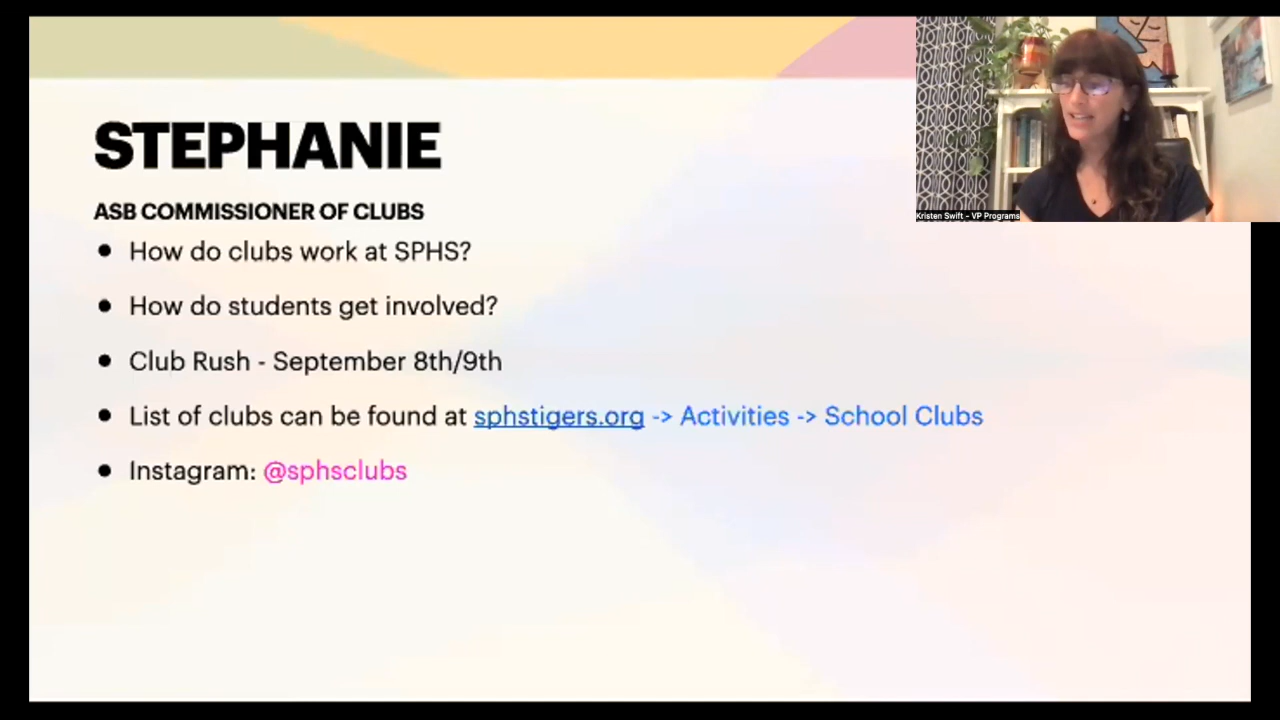 STEPHANIE
ASB COMMISSIONER OF CLUBS
• How do clubs work at SPHS?
• How do students get involved?
• Club Rush - September 8th/9th
• List of clubs can be found at sphstigers.org -> Activities -> School Clubs
• Instagram: @sphsclubs
Kristen Swift - VP Programs